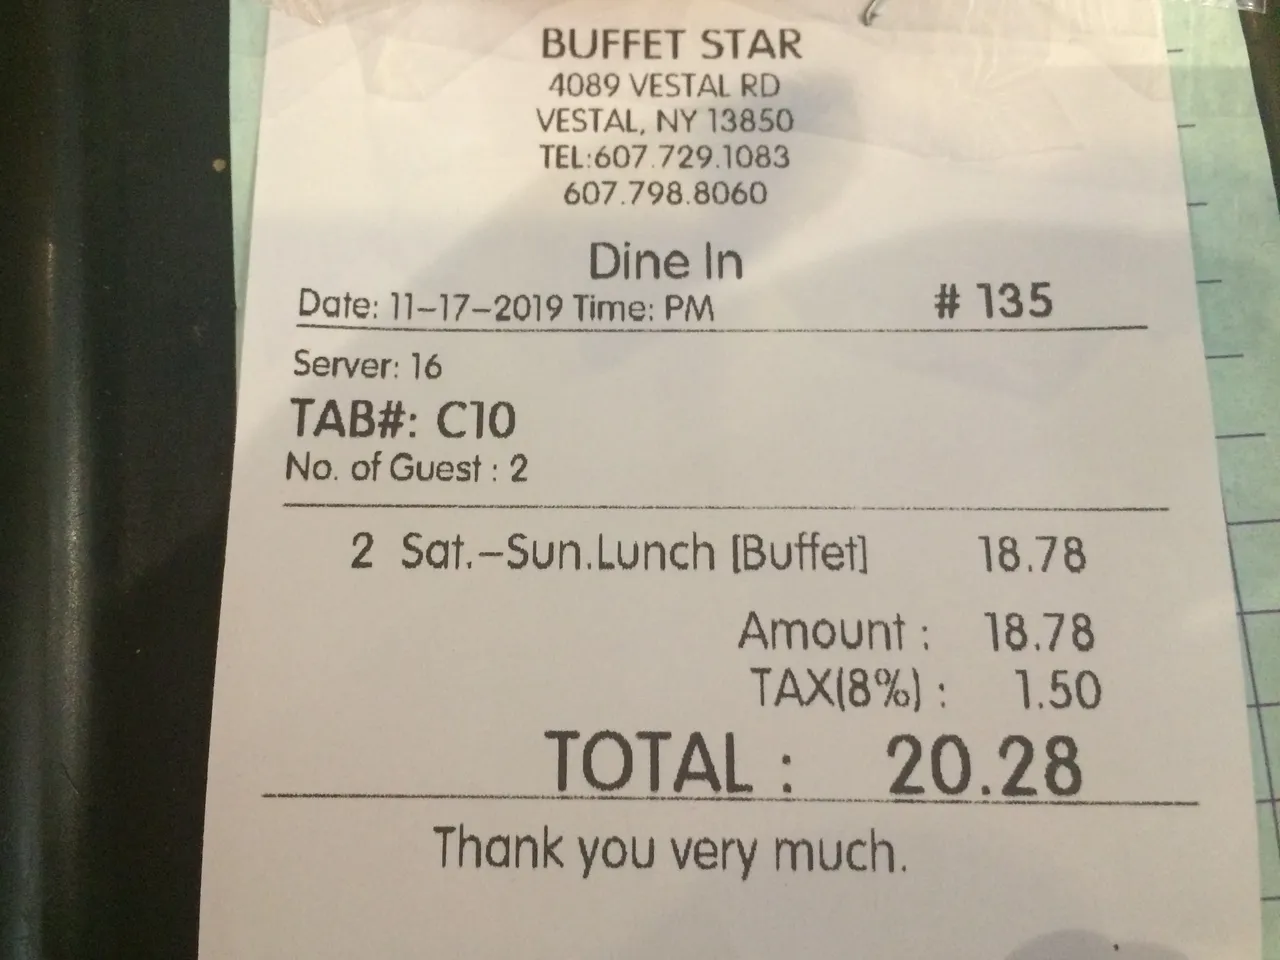 BUFFET STAR
4089 VESTAL RD
VESTAL, NY 13850
TEL:607.729.1083
607.798.8060
Dine In
Date: 11-17-2019 Time: PM # 135
Server: 16
TAB#: C10
No. of Guest : 2
2 Sat.-Sun.Lunch [Buffet] 18.78
Amount : 18.78
TAX(8%) : 1.50
TOTAL : 20.28
Thank you very much.